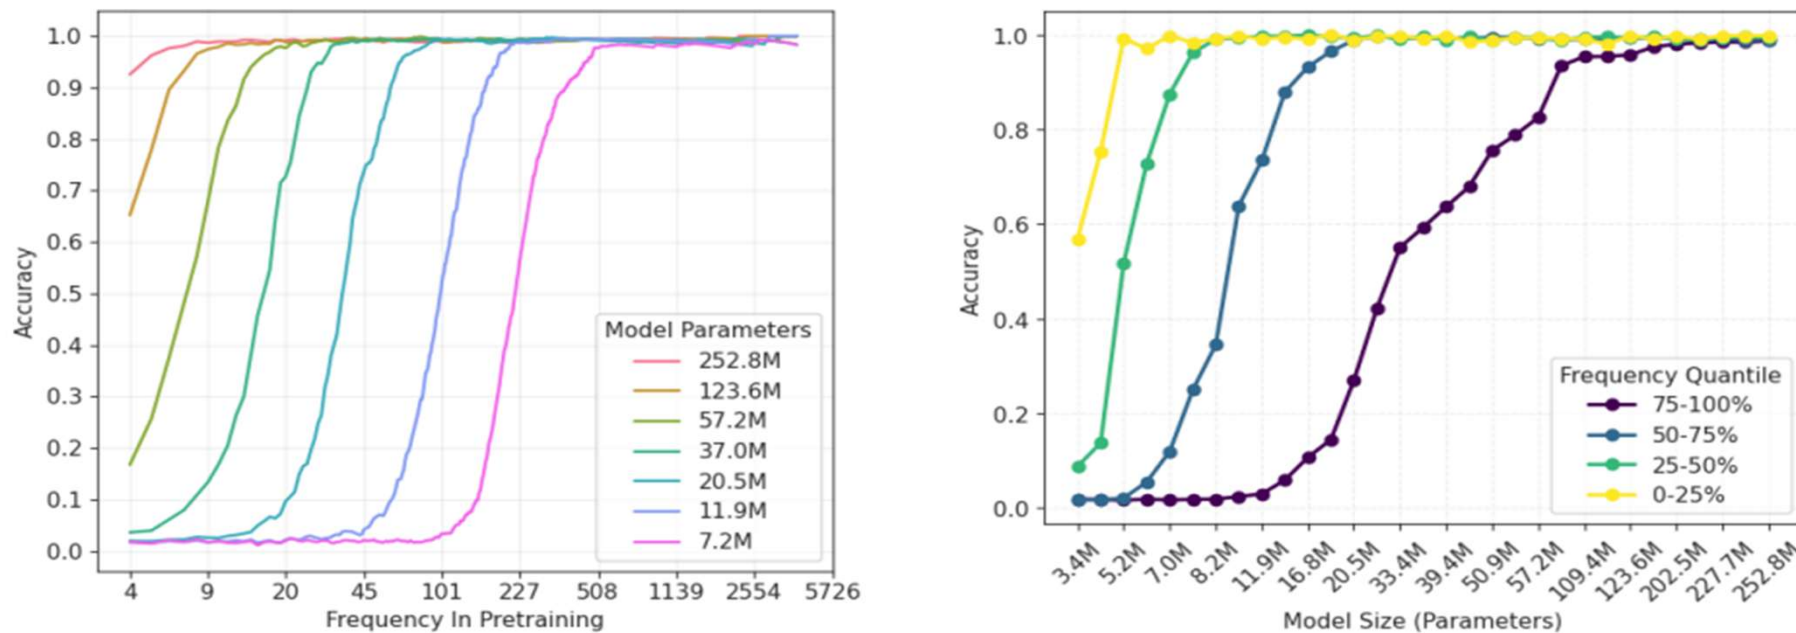 1.0
0.9
0.8
0.7
0.6
0.5
0.4
0.3
0.2
0.1
0.0
Accuracy
Model Parameters
252.8M
123.6M
57.2M
37.0M
20.5M
11.9M
7.2M
4 9 20 45 101 227 508 1139 2554 5726
Frequency In Pretraining
1.0
0.8
0.6
0.4
0.2
0.0
Accuracy
Frequency Quantile
75-100%
50-75%
25-50%
0-25%
3.4M 5.2M 7.0M 8.2M 11.9M 16.8M 20.5M 33.4M 39.4M 50.9M 57.2M 109.4M 123.6M 202.5M 227.7M 252.8M
Model Size (Parameters)